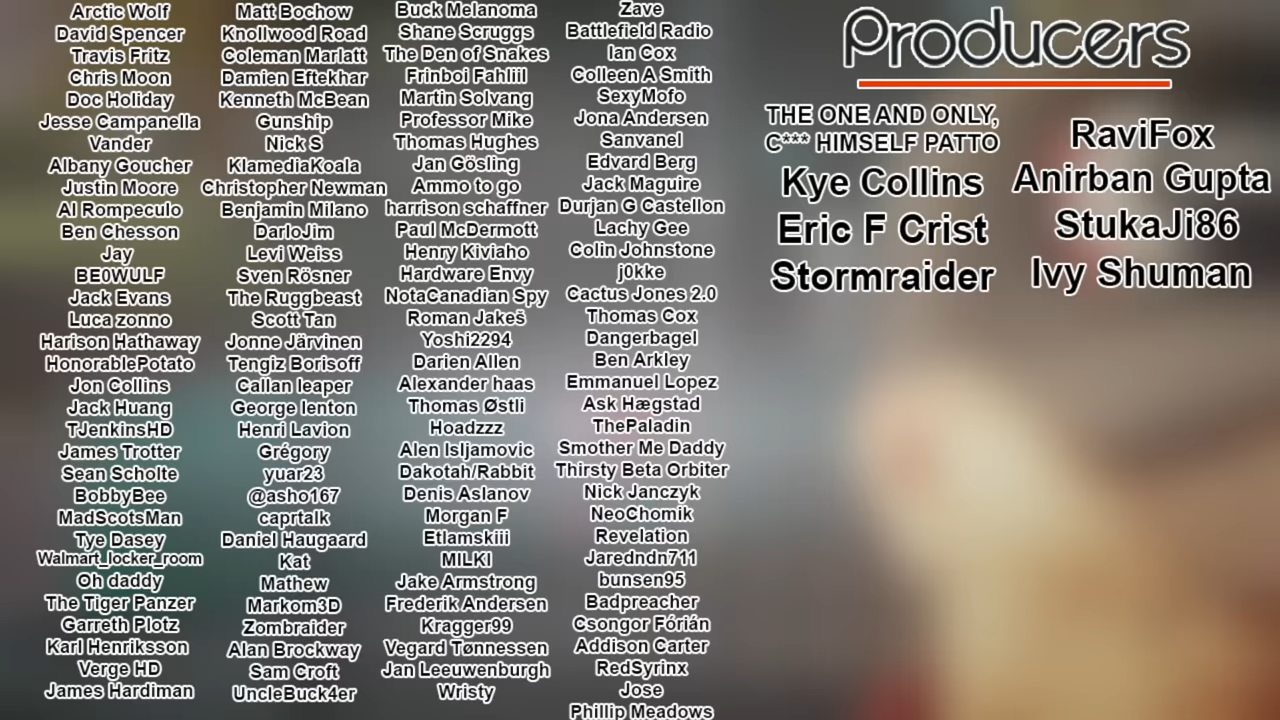 Arctic Wolf
David Spencer
Travis Fritz
Chris Moon
Doc Holiday
Jesse Campanella
Vander
Albany Goucher
Justin Moore
Al Rompeculo
Ben Chesson
Jay
BE0WULF
Jack Evans
Luca zonno
Harison Hathaway
HonorablePotato
Jon Collins
Jack Huang
TJenkinsHD
James Trotter
Sean Scholte
BobbyBee
MadScotsMan
Tye Dasey
Walmart_locker_room
Oh daddy
The Tiger Panzer
Garreth Plotz
Karl Henriksson
Verge HD
James Hardiman
Matt Bochow
Knollwood Road
Coleman Marlatt
Damien Eftekhar
Kenneth McBean
Gunship
Nick S
KlamediaKoala
Christopher Newman
Benjamin Milano
DarloJim
Levi Weiss
Sven Rösner
The Ruggbeast
Scott Tan
Jonne Järvinen
Tengiz Borisoff
Callan leaper
George lenton
Henri Lavion
Grégory
yuar23
@asho167
caprtalk
Daniel Haugaard
Kat
Mathew
Markom3D
Zombraider
Alan Brockway
Sam Croft
UncleBuck4er
Buck Melanoma
Shane Scruggs
The Den of Snakes
Frinboi Fahliil
Martin Solvang
Professor Mike
Thomas Hughes
Jan Gösling
Ammo to go
harrison schaffner
Paul McDermott
Henry Kiviaho
Hardware Envy
NotaCanadian Spy
Roman Jakeš
Yoshi2294
Darien Allen
Alexander haas
Thomas Østli
Hoadzzz
Alen Isljamovic
Dakotah/Rabbit
Denis Aslanov
Morgan F
Etlamskiii
MILKI
Jake Armstrong
Frederik Andersen
Kragger99
Vegard Tønnessen
Jan Leeuwenburgh
Wristy
Zave
Battlefield Radio
Ian Cox
Colleen A Smith
SexyMofo
Jona Andersen
Sanvanel
Edvard Berg
Jack Maguire
Durjan G Castellon
Lachy Gee
Colin Johnstone
j0kke
Cactus Jones 2.0
Thomas Cox
Dangerbagel
Ben Arkley
Emmanuel Lopez
Ask Hægstad
ThePaladin
Smother Me Daddy
Thirsty Beta Orbiter
Nick Janczyk
NeoChomik
Revelation
Jaredndn711
bunsen95
Badpreacher
Csongor Fórián
Addison Carter
RedSyrinx
Jose
Phillip Meadows
Producers
THE ONE AND ONLY,
C*** HIMSELF PATTO
Kye Collins
Eric F Crist
Stormraider
RaviFox
Anirban Gupta
StukaJi86
Ivy Shuman